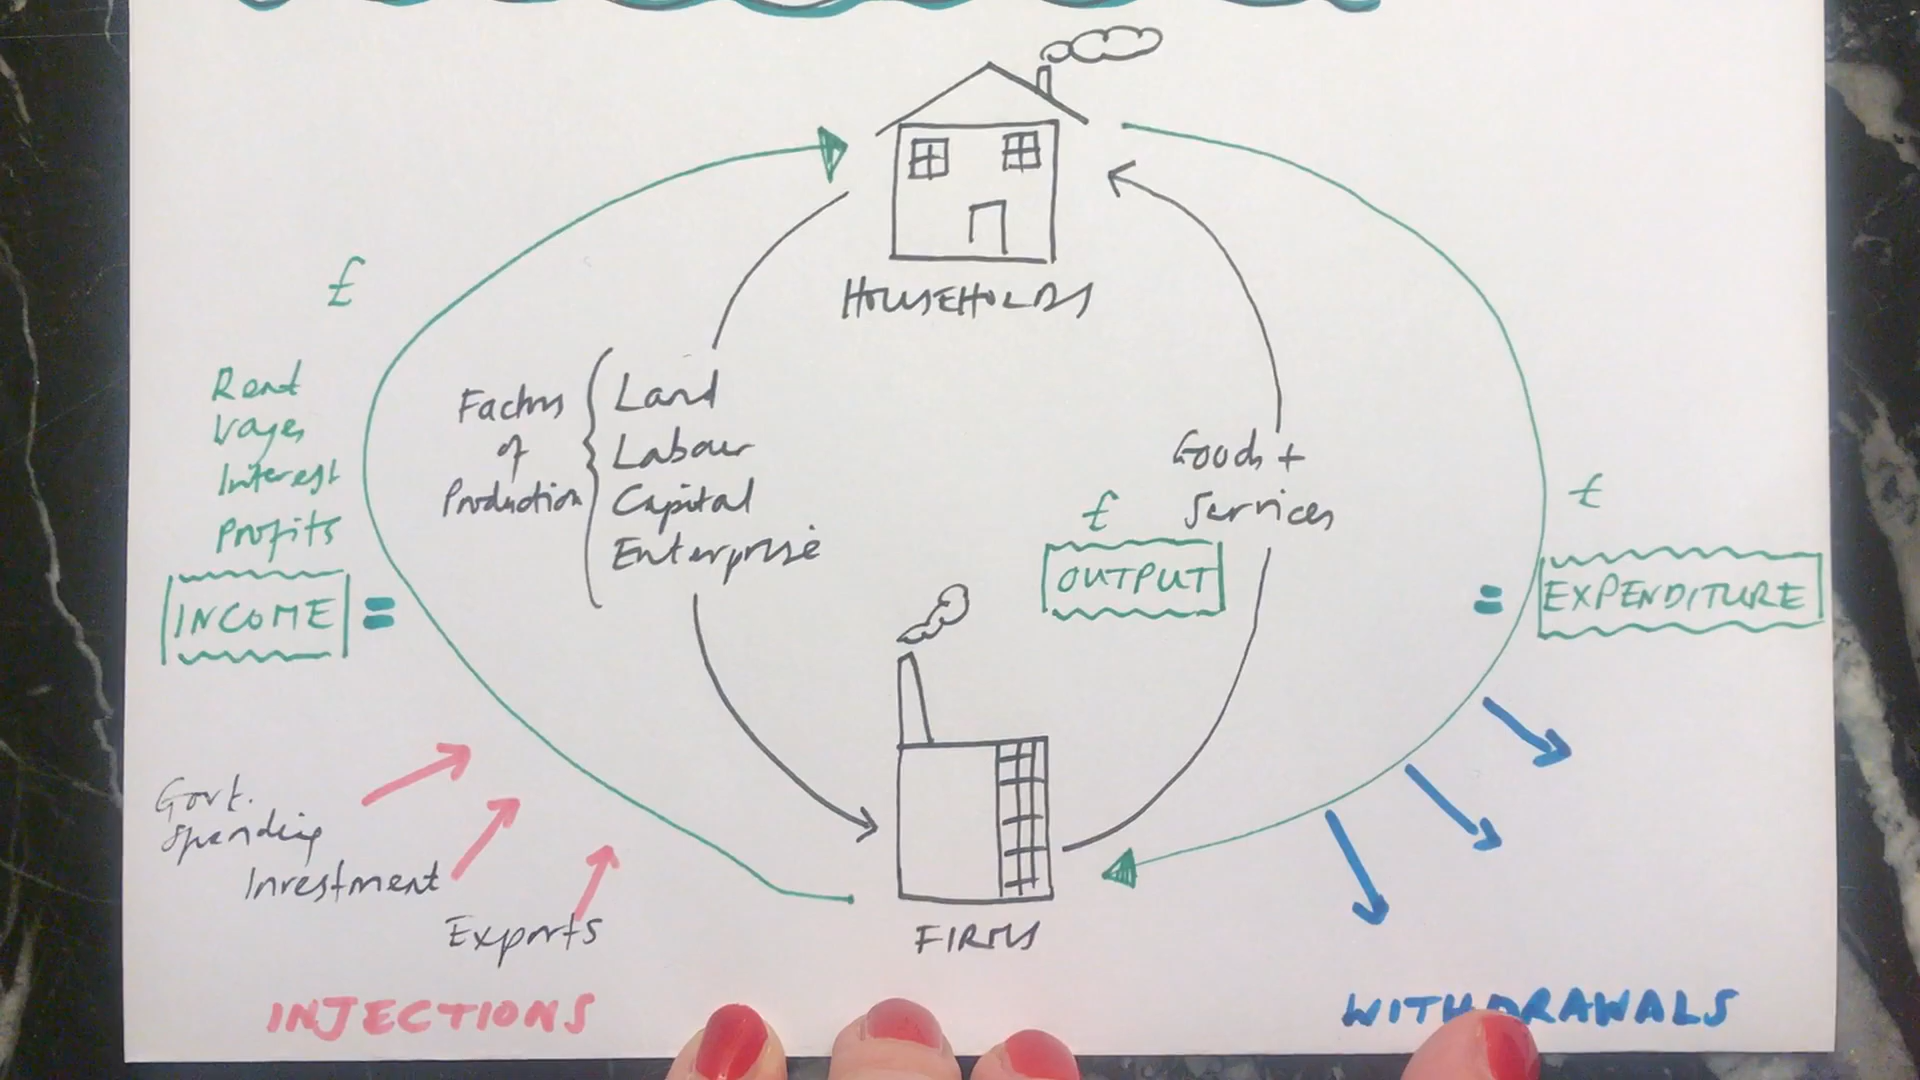 HOUSEHOLDS
£
Rent
Wages
Interest
Profits
INCOME =
Factors
of
Production
Land
Labour
Capital
Enterprise
Goods +
Services
£
OUTPUT
£
= EXPENDITURE
Govt.
Spending
Investment
Exports
FIRMS
INJECTIONS
WITHDRAWALS